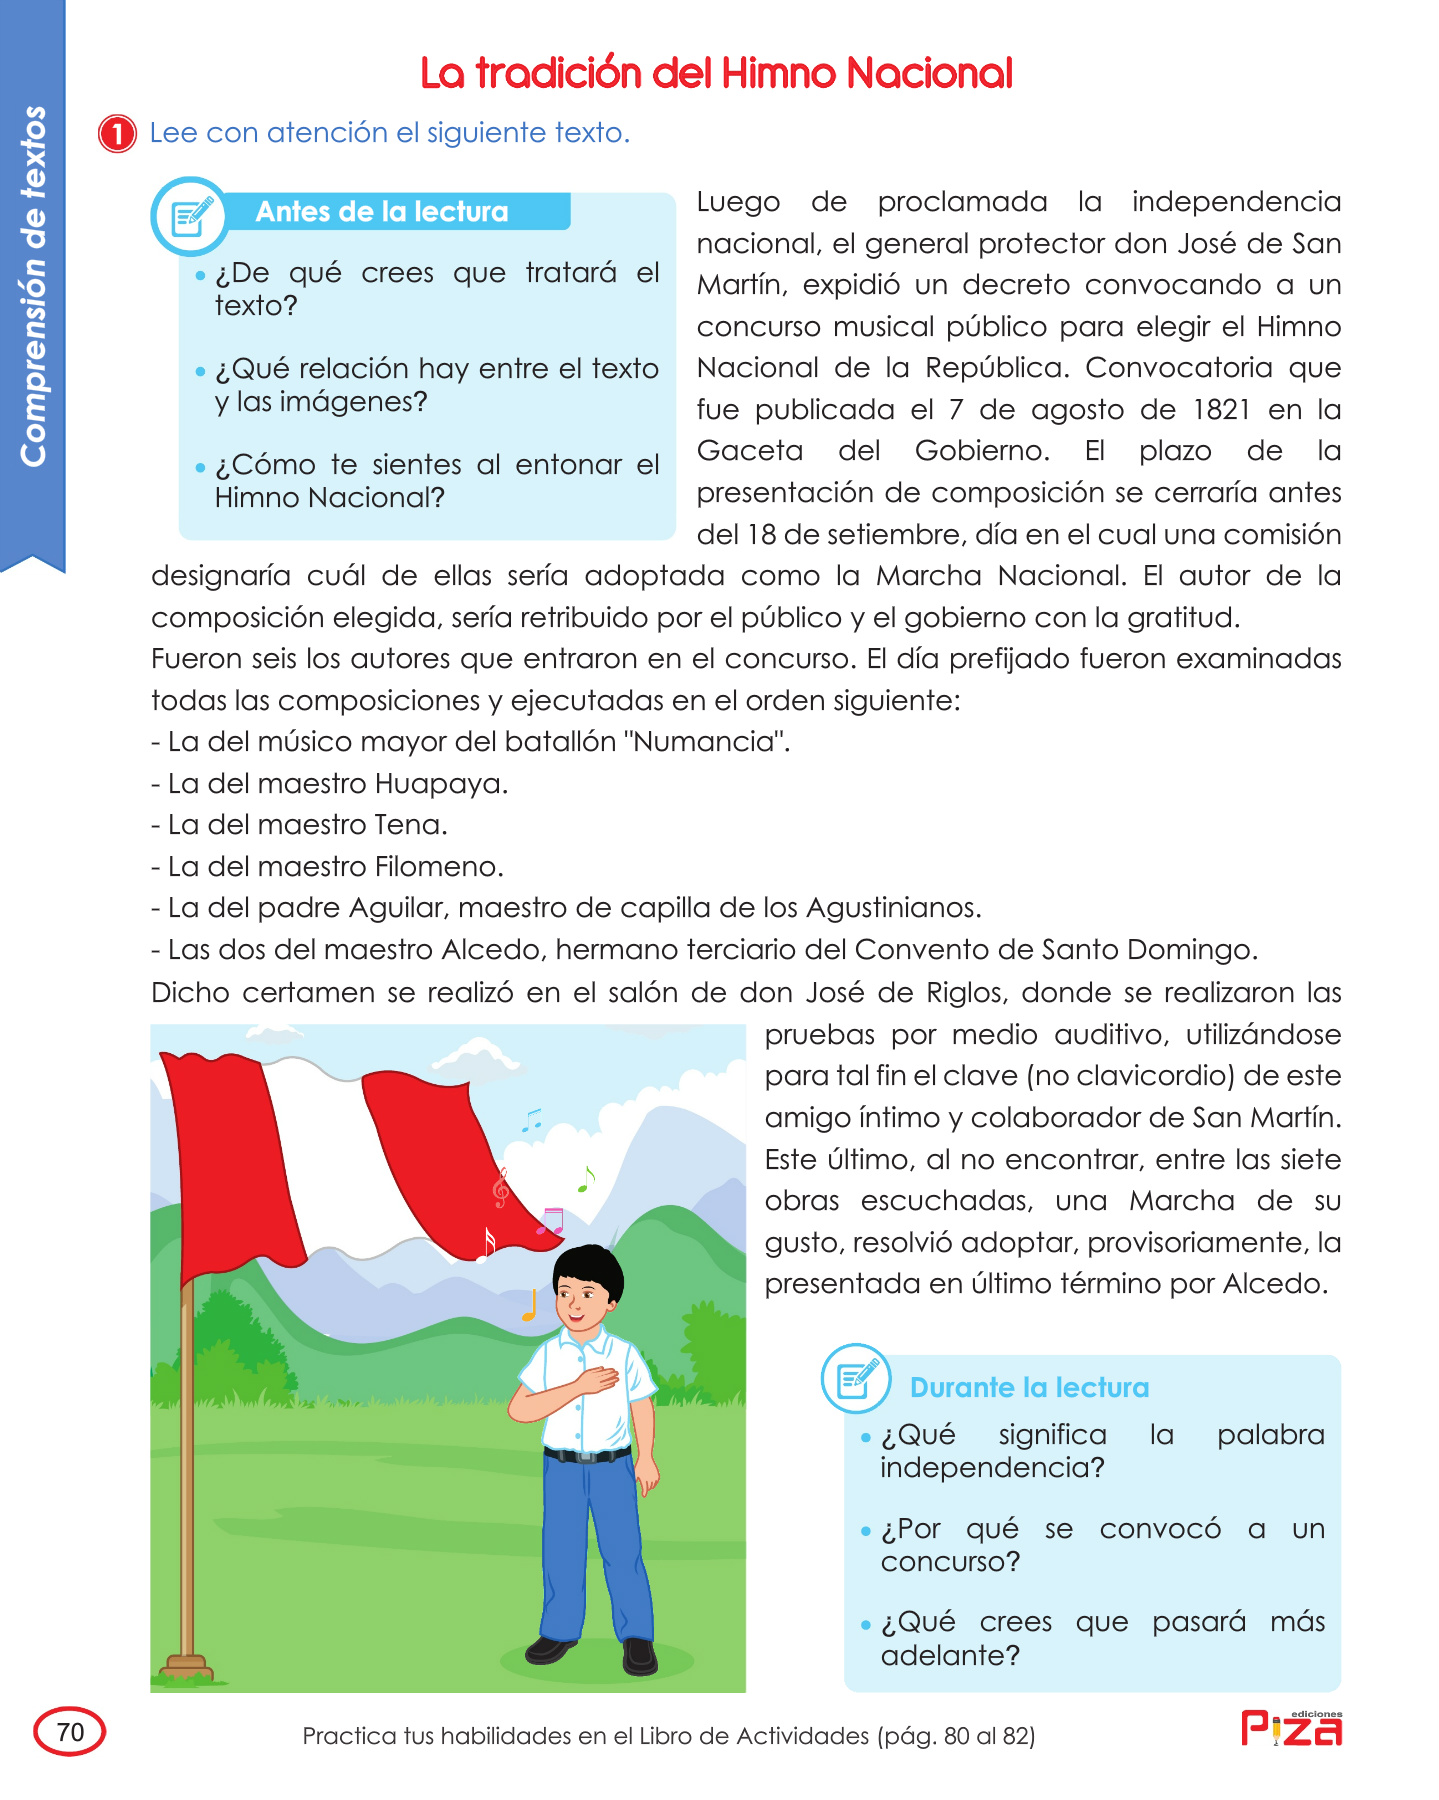 Comprensión de textos
La tradición del Himno Nacional
1 Lee con atención el siguiente texto.
Antes de la lectura
• ¿De qué crees que tratará el
texto?
• ¿Qué relación hay entre el texto
y las imágenes?
• ¿Cómo te sientes al entonar el
Himno Nacional?
Luego de proclamada la independencia
nacional, el general protector don José de San
Martín, expidió un decreto convocando a un
concurso musical público para elegir el Himno
Nacional de la República. Convocatoria que
fue publicada el 7 de agosto de 1821 en la
Gaceta del Gobierno. El plazo de la
presentación de composición se cerraría antes
del 18 de setiembre, día en el cual una comisión
designaría cuál de ellas sería adoptada como la Marcha Nacional. El autor de la
composición elegida, sería retribuido por el público y el gobierno con la gratitud.
Fueron seis los autores que entraron en el concurso. El día prefijado fueron examinadas
todas las composiciones y ejecutadas en el orden siguiente:
- La del músico mayor del batallón "Numancia".
- La del maestro Huapaya.
- La del maestro Tena.
- La del maestro Filomeno.
- La del padre Aguilar, maestro de capilla de los Agustinianos.
- Las dos del maestro Alcedo, hermano terciario del Convento de Santo Domingo.
Dicho certamen se realizó en el salón de don José de Riglos, donde se realizaron las
pruebas por medio auditivo, utilizándose
para tal fin el clave (no clavicordio) de este
amigo íntimo y colaborador de San Martín.
Este último, al no encontrar, entre las siete
obras escuchadas, una Marcha de su
gusto, resolvió adoptar, provisoriamente, la
presentada en último término por Alcedo.
Durante la lectura
• ¿Qué significa la palabra
independencia?
• ¿Por qué se convocó a un
concurso?
• ¿Qué crees que pasará más
adelante?
70
Practica tus habilidades en el Libro de Actividades (pág. 80 al 82)
ediciones
Piza